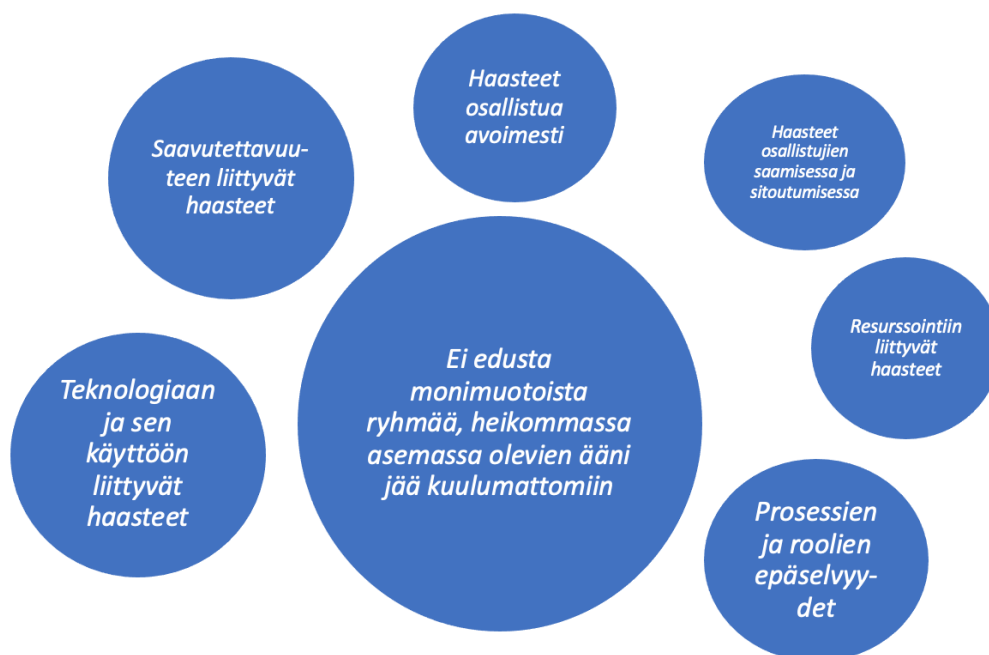 Haasteet
osallistua
avoimesti
Saavutettavuu-
teen liittyvät
haasteet
Haasteet
osallistujien
saamisessa ja
sitoutumisessa
Resurssointiin
liittyvät
haasteet
Ei edusta
monimuotoista
ryhmää, heikommassa
asemassa olevien ääni
jää kuulumattomiin
Teknologiaan
ja sen
käyttöön
liittyvät
haasteet
Prosessien
ja roolien
epäselvyy-
det